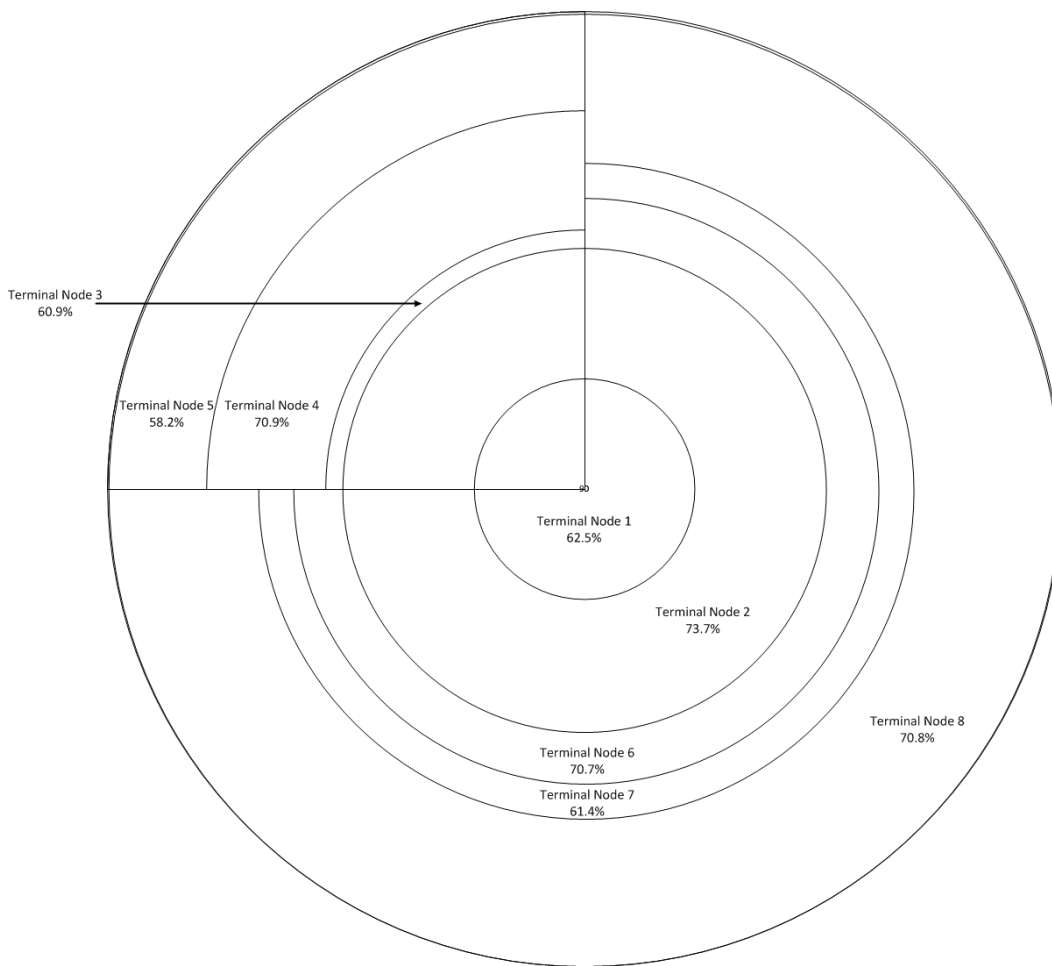 Terminal Node 3
60.9%
Terminal Node 5
58.2%
Terminal Node 4
70.9%
Terminal Node 1
62.5%
Terminal Node 2
73.7%
Terminal Node 8
70.8%
Terminal Node 6
70.7%
Terminal Node 7
61.4%